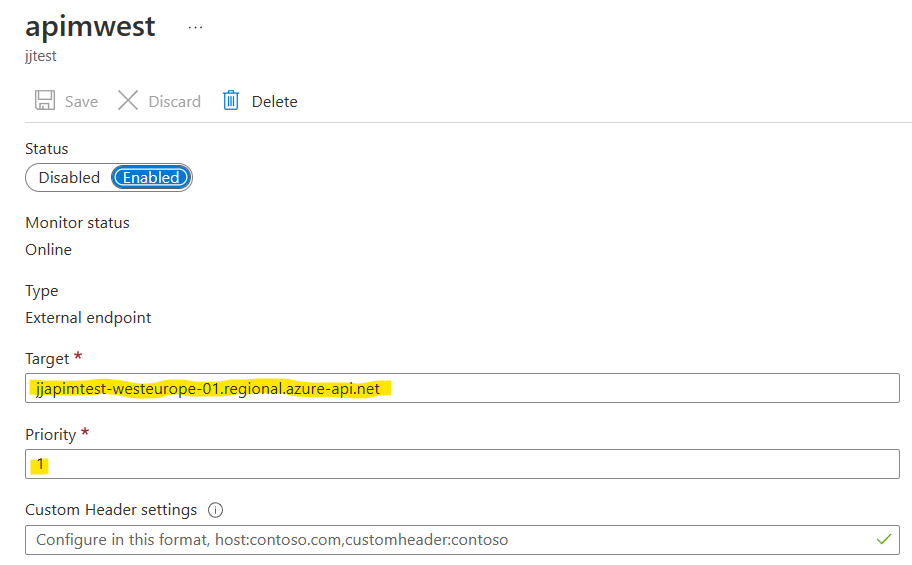 apimwest ...
jjtest
Save Discard Delete
Status
Disabled Enabled
Monitor status
Online
Type
External endpoint
Target *
jjapimtest-westeurope-01.regional.azure-api.net
Priority *
1
Custom Header settings
Configure in this format, host:contoso.com,customheader:contoso